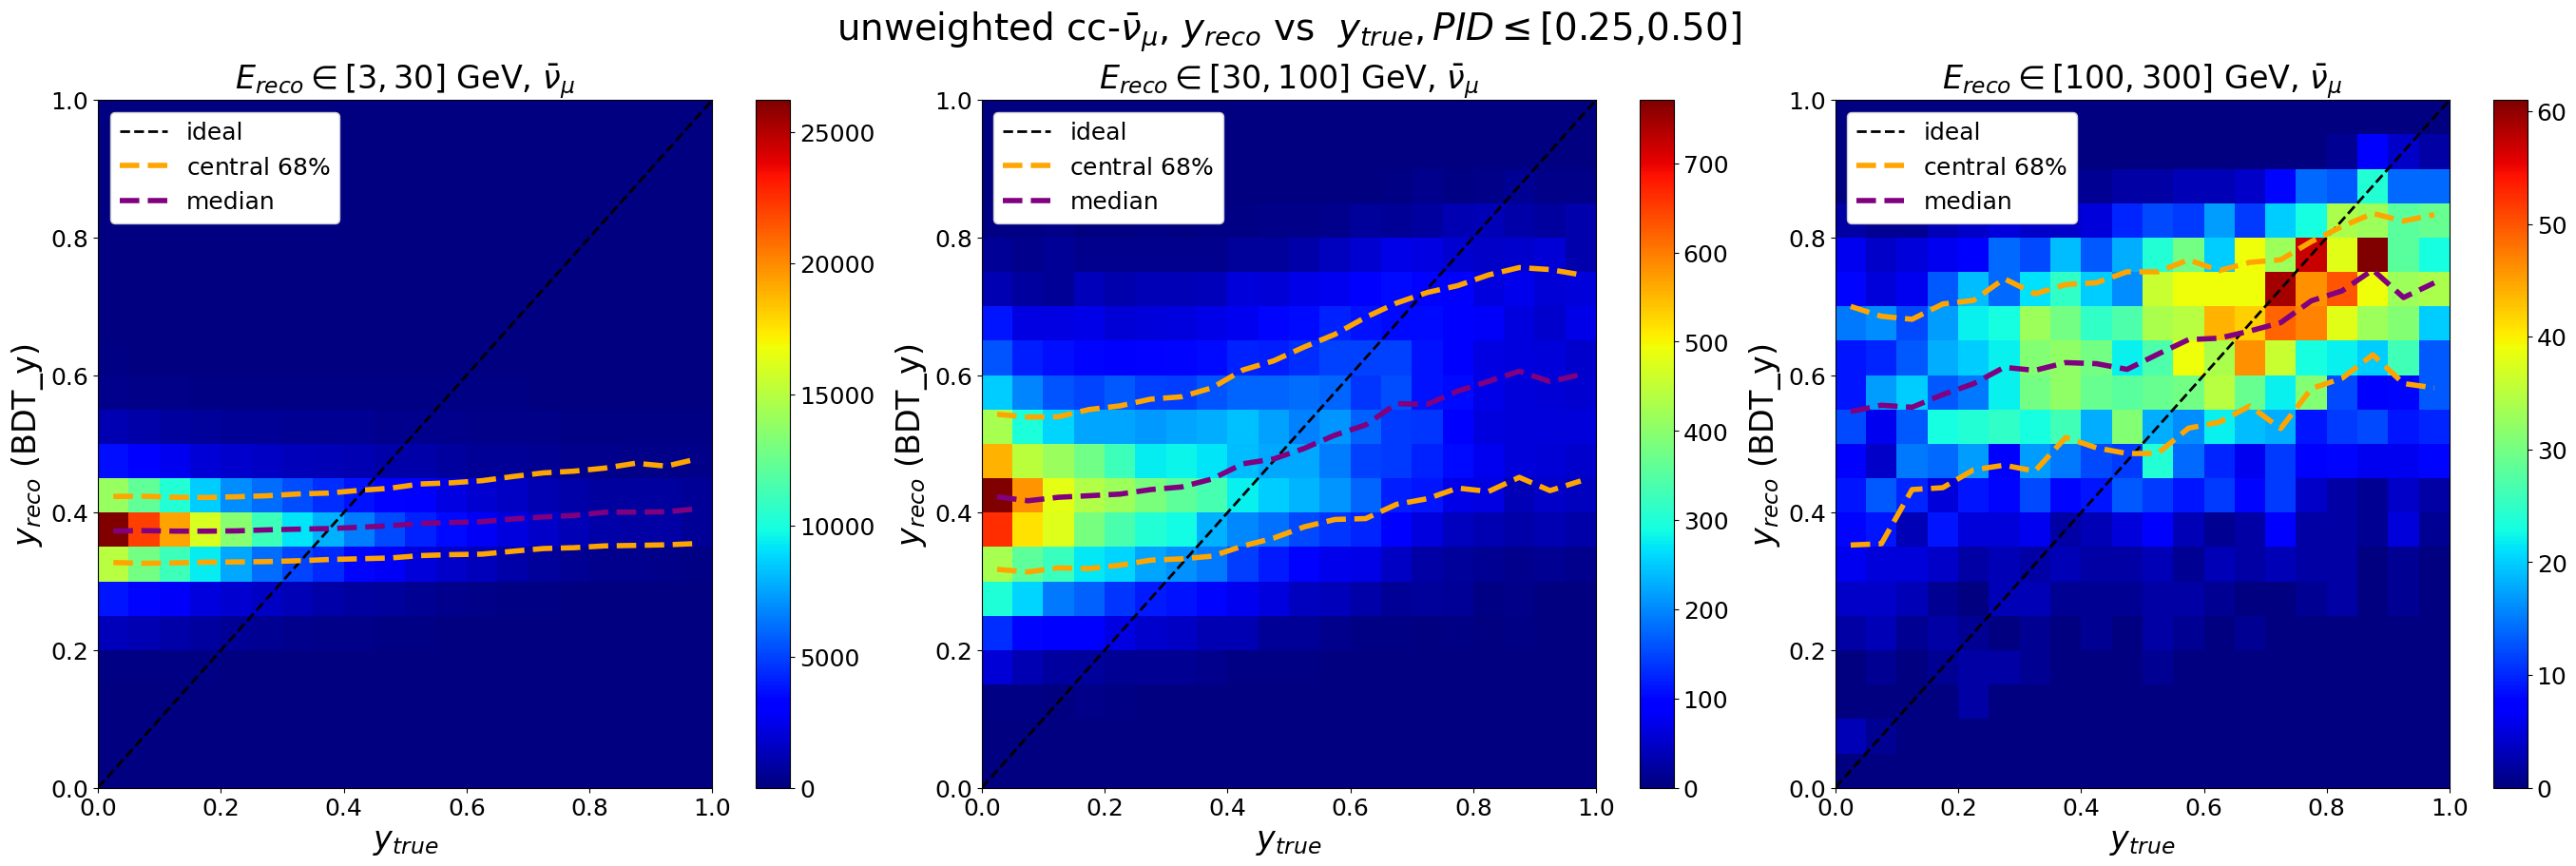 unweighted cc-ν̄_μ, y_reco vs y_true, PID ≤ [0.25,0.50]
E_reco ∈ [3, 30] GeV, ν̄_μ
1.0
0.8
0.6
0.4
0.2
0.0
y_reco (BDT_y)
ideal
central 68%
median
0.0 0.2 0.4 0.6 0.8 1.0
y_true
25000
20000
15000
10000
5000
0
E_reco ∈ [30, 100] GeV, ν̄_μ
1.0
0.8
0.6
0.4
0.2
0.0
y_reco (BDT_y)
ideal
central 68%
median
0.0 0.2 0.4 0.6 0.8 1.0
y_true
700
600
500
400
300
200
100
0
E_reco ∈ [100, 300] GeV, ν̄_μ
1.0
0.8
0.6
0.4
0.2
0.0
y_reco (BDT_y)
ideal
central 68%
median
0.0 0.2 0.4 0.6 0.8 1.0
y_true
60
50
40
30
20
10
0